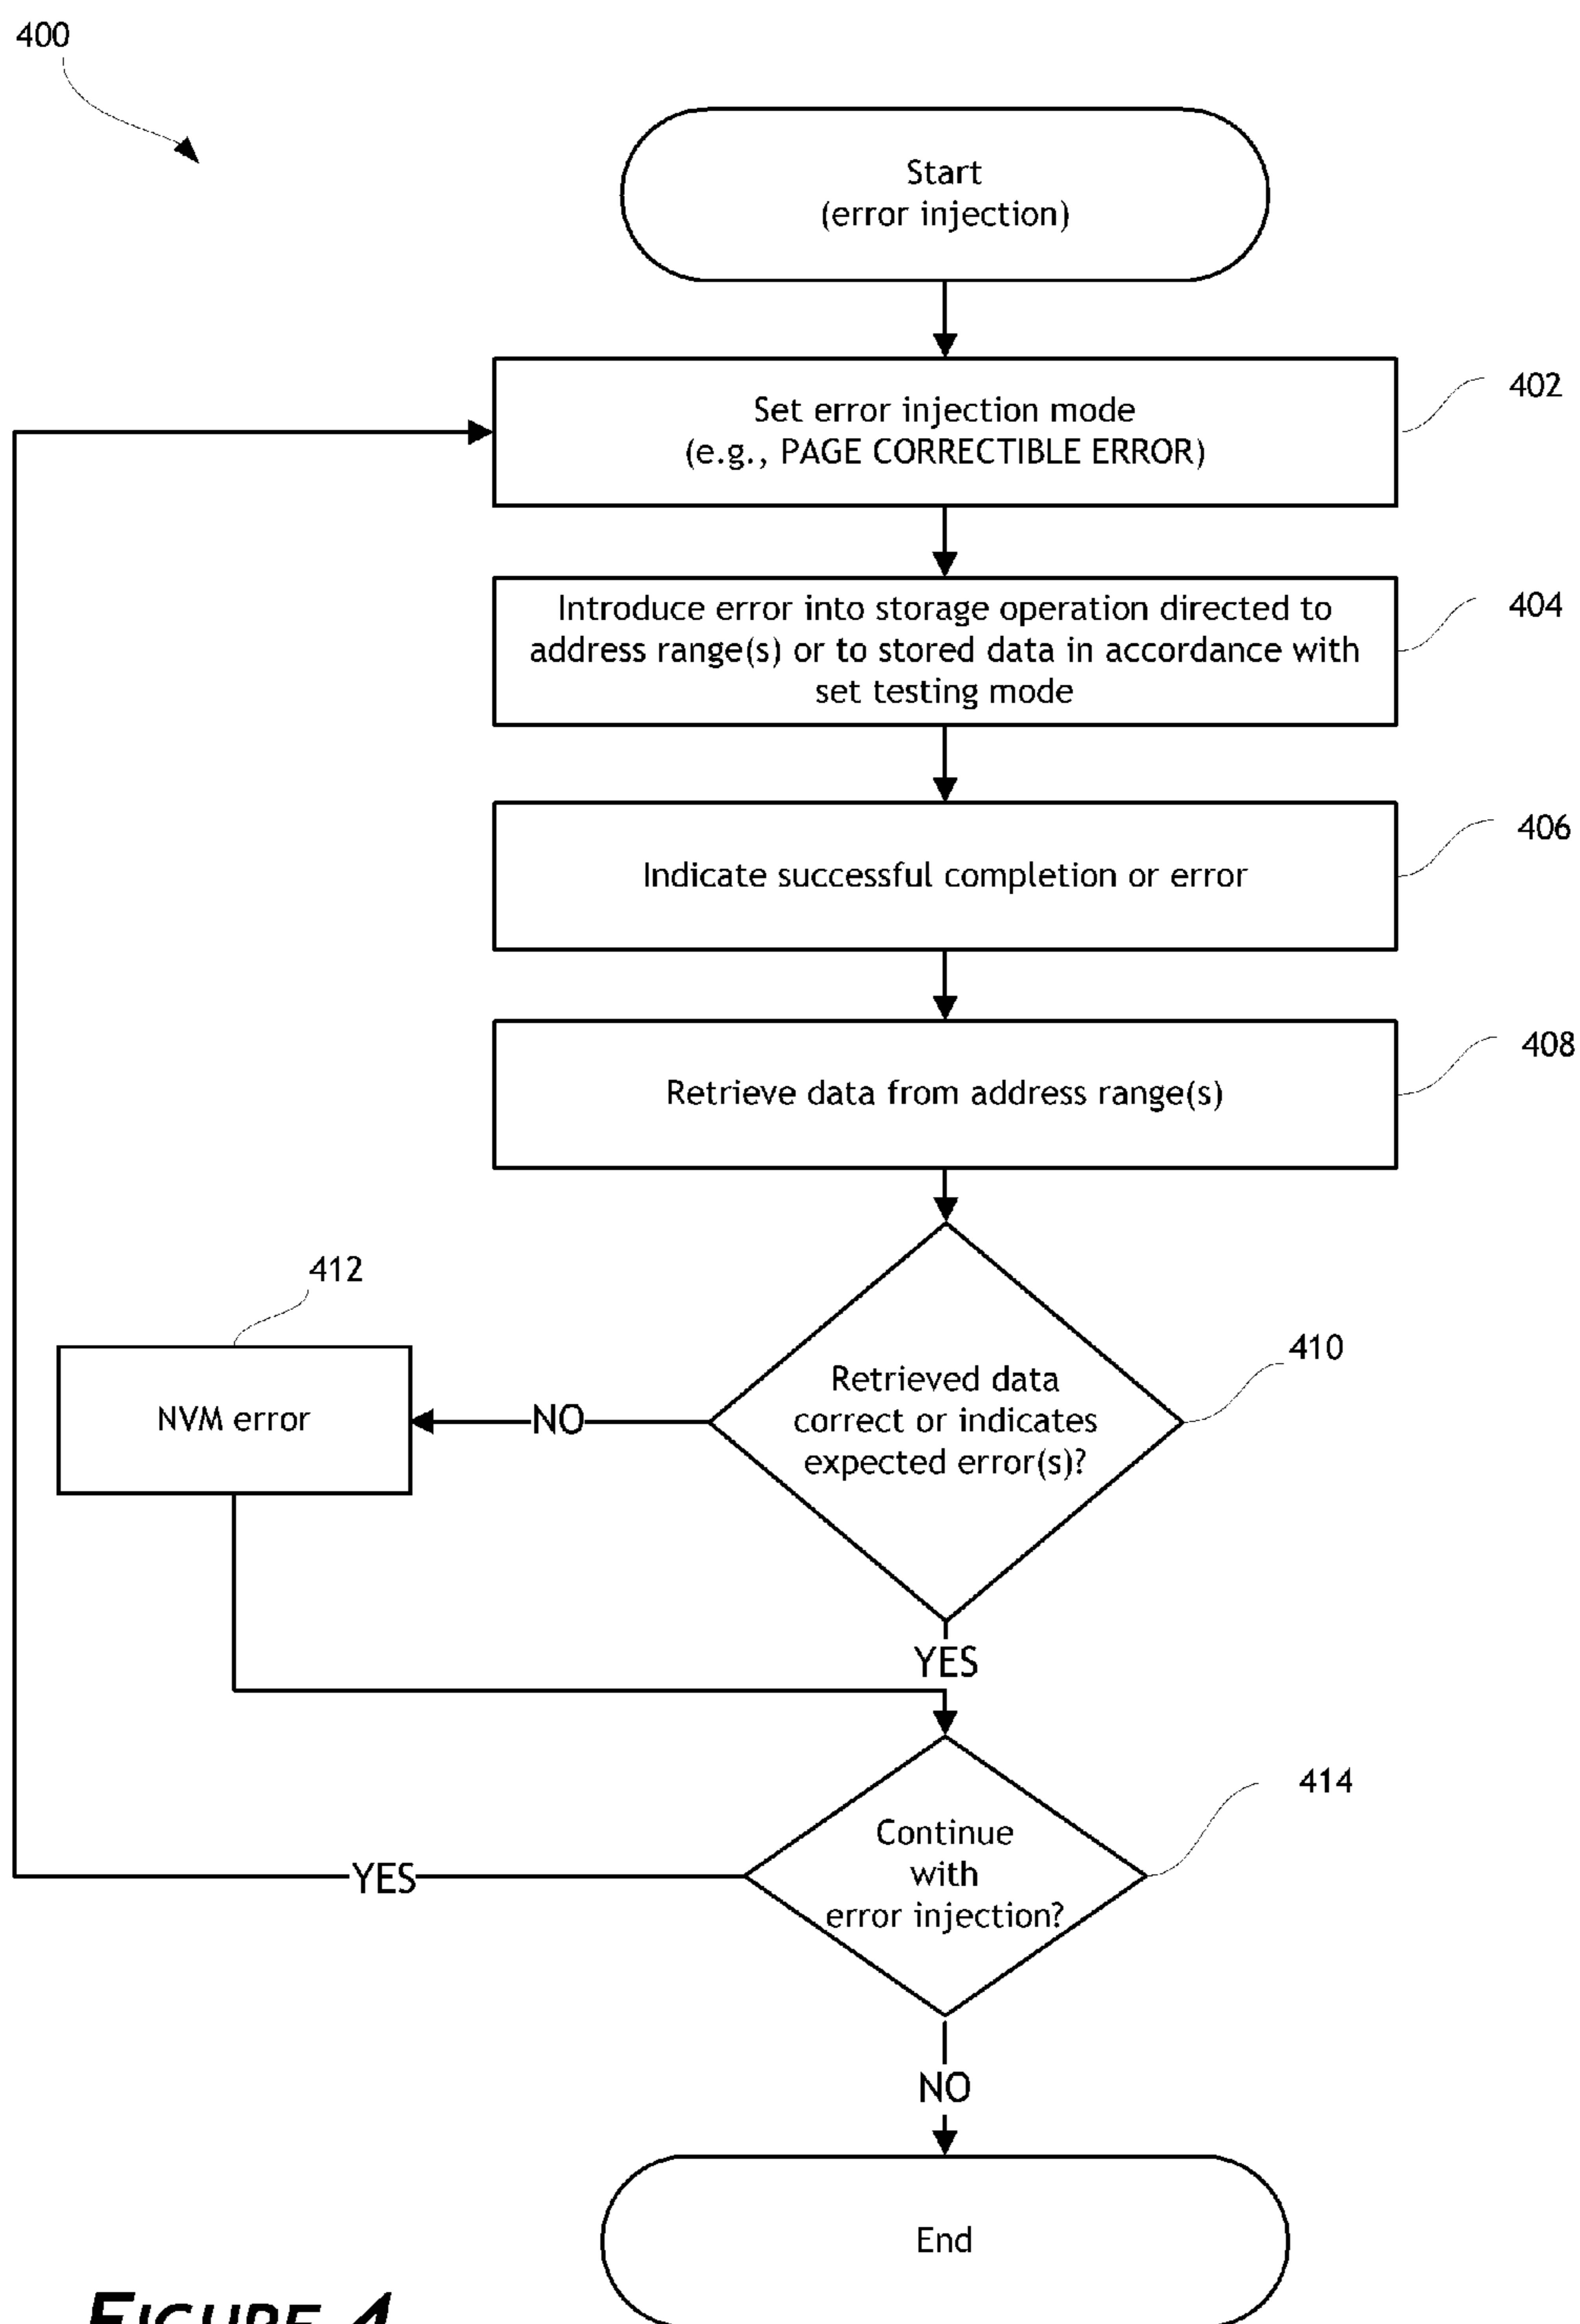 400
Start
(error injection)
Set error injection mode
(e.g., PAGE CORRECTIBLE ERROR)
402
Introduce error into storage operation directed to
address range(s) or to stored data in accordance with
set testing mode
404
Indicate successful completion or error
406
Retrieve data from address range(s)
408
412
NVM error
NO
Retrieved data
correct or indicates
expected error(s)?
410
YES
Continue
with
error injection?
414
YES
NO
End
FIGURE 4